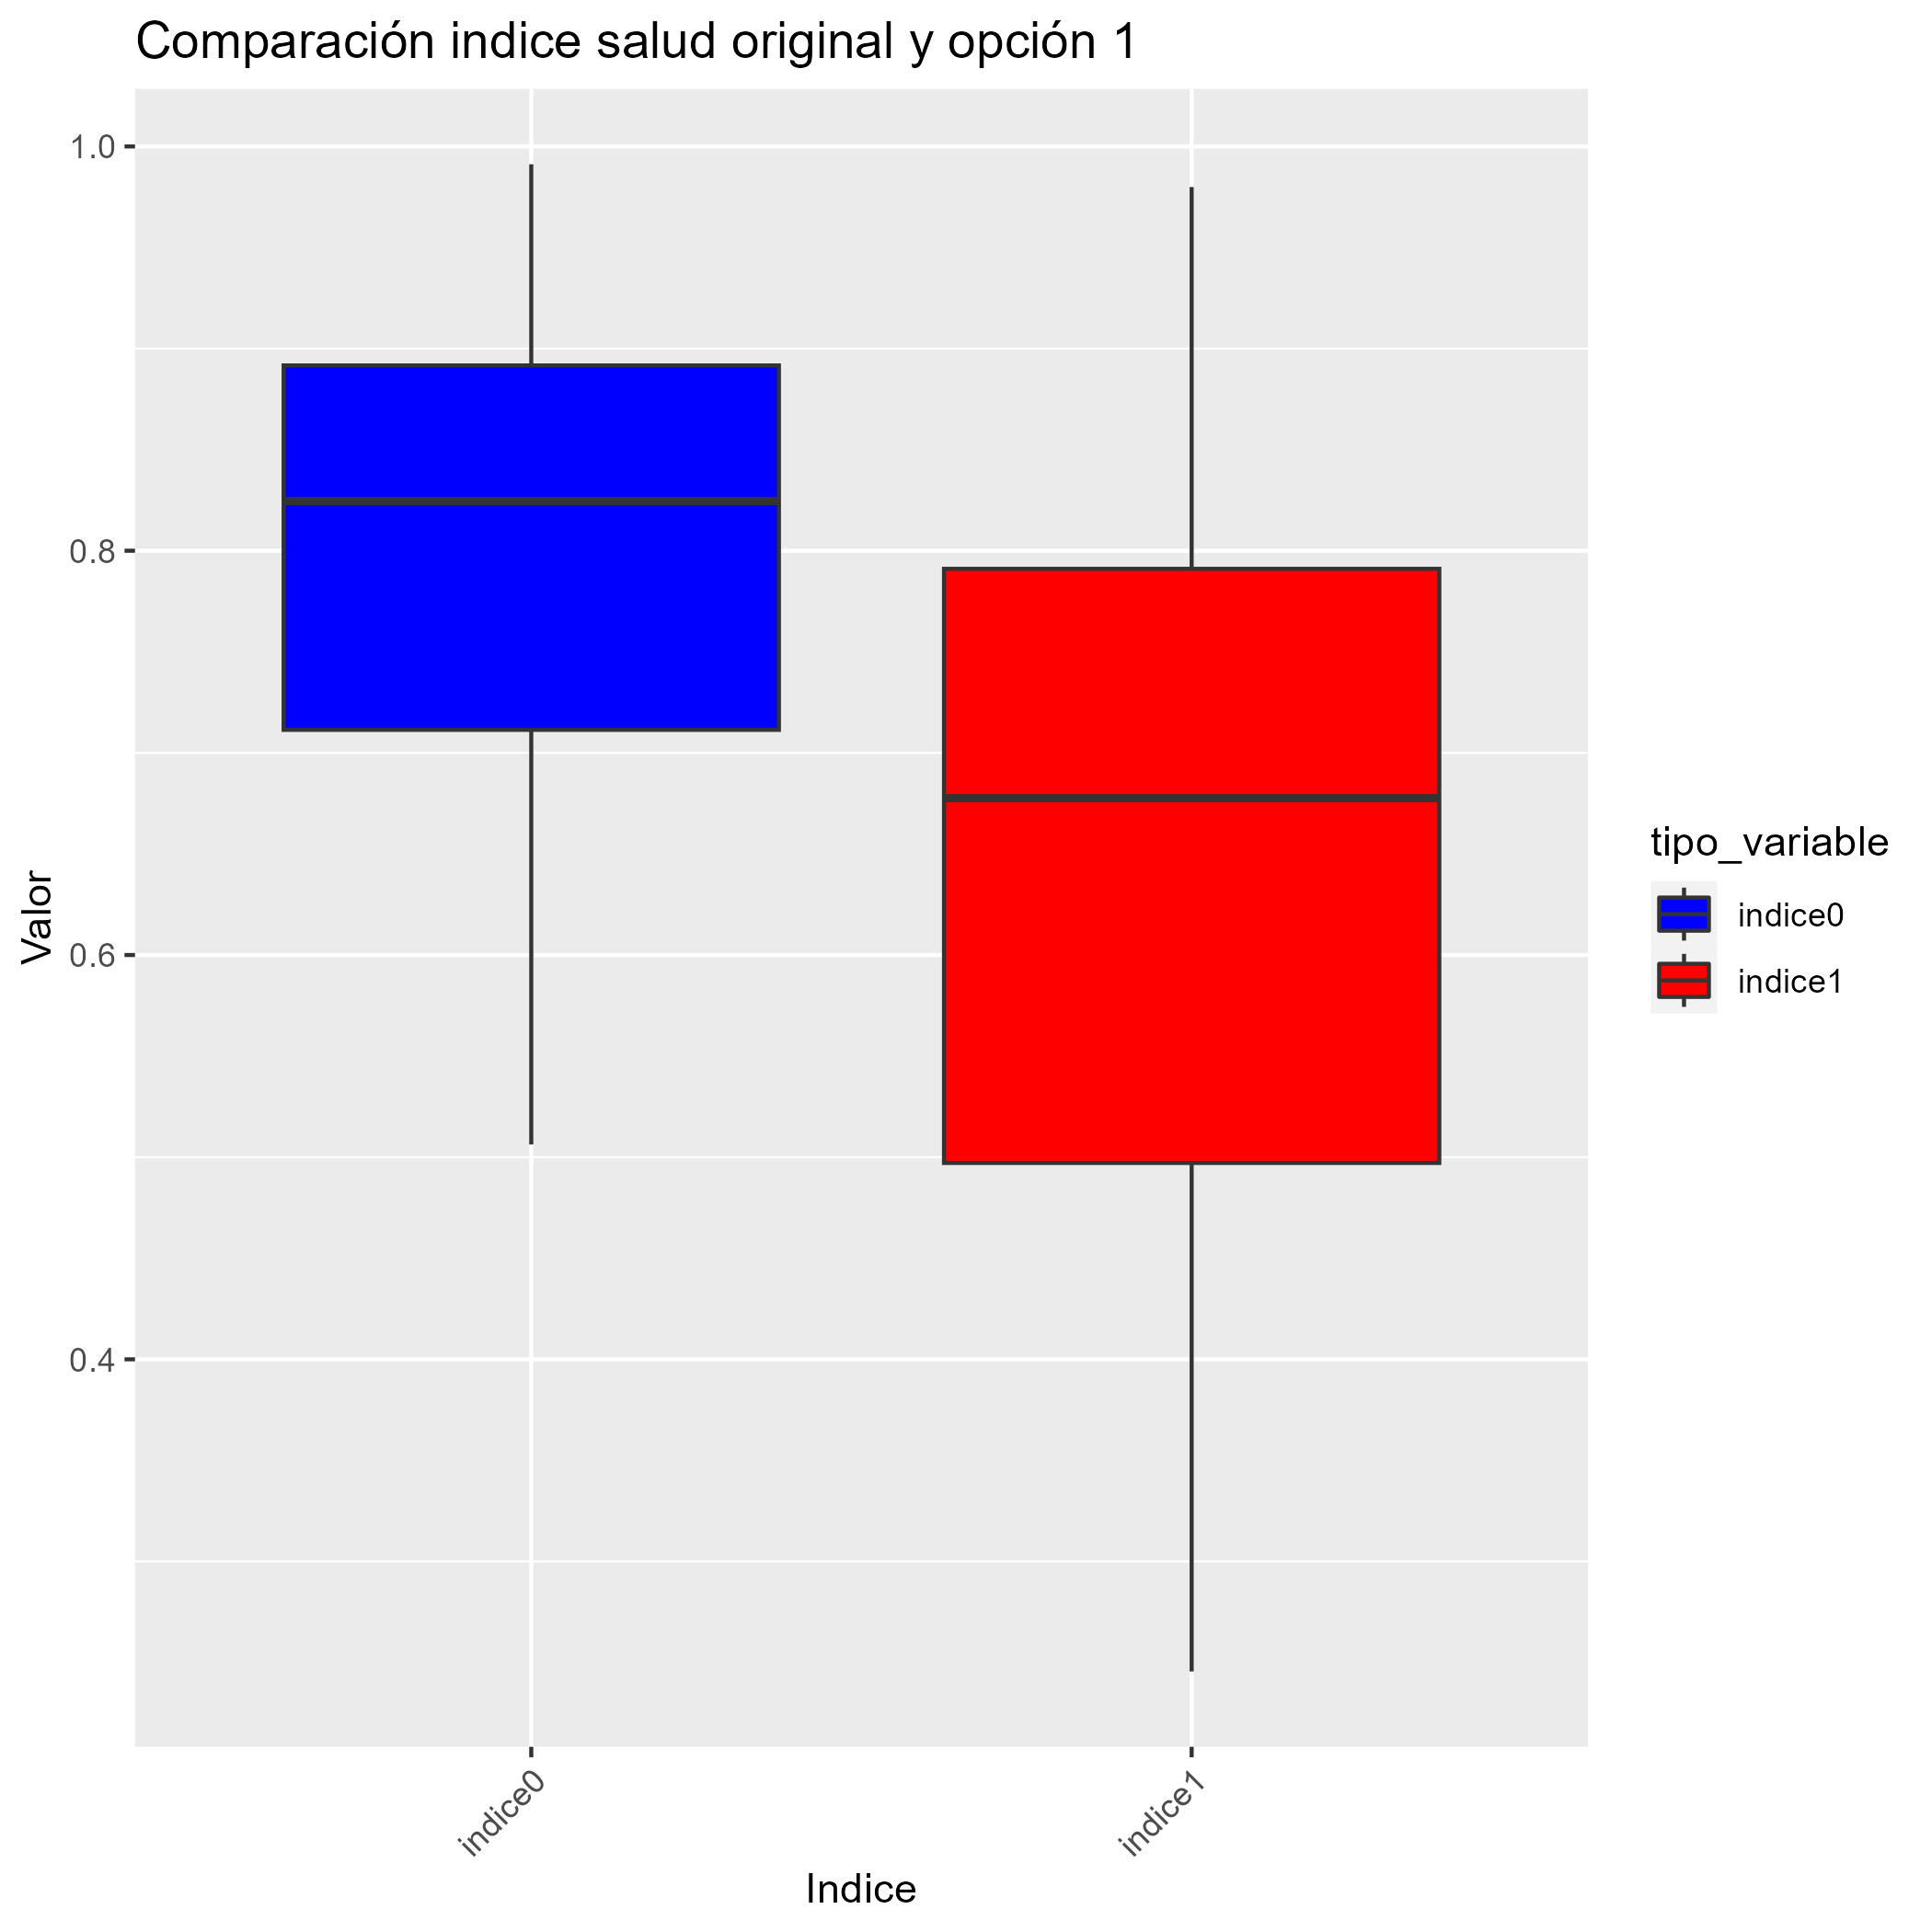 Comparación indice salud original y opción 1
1.0
0.8
0.6
0.4
Valor
indice0
indice1
Indice
tipo_variable
indice0
indice1